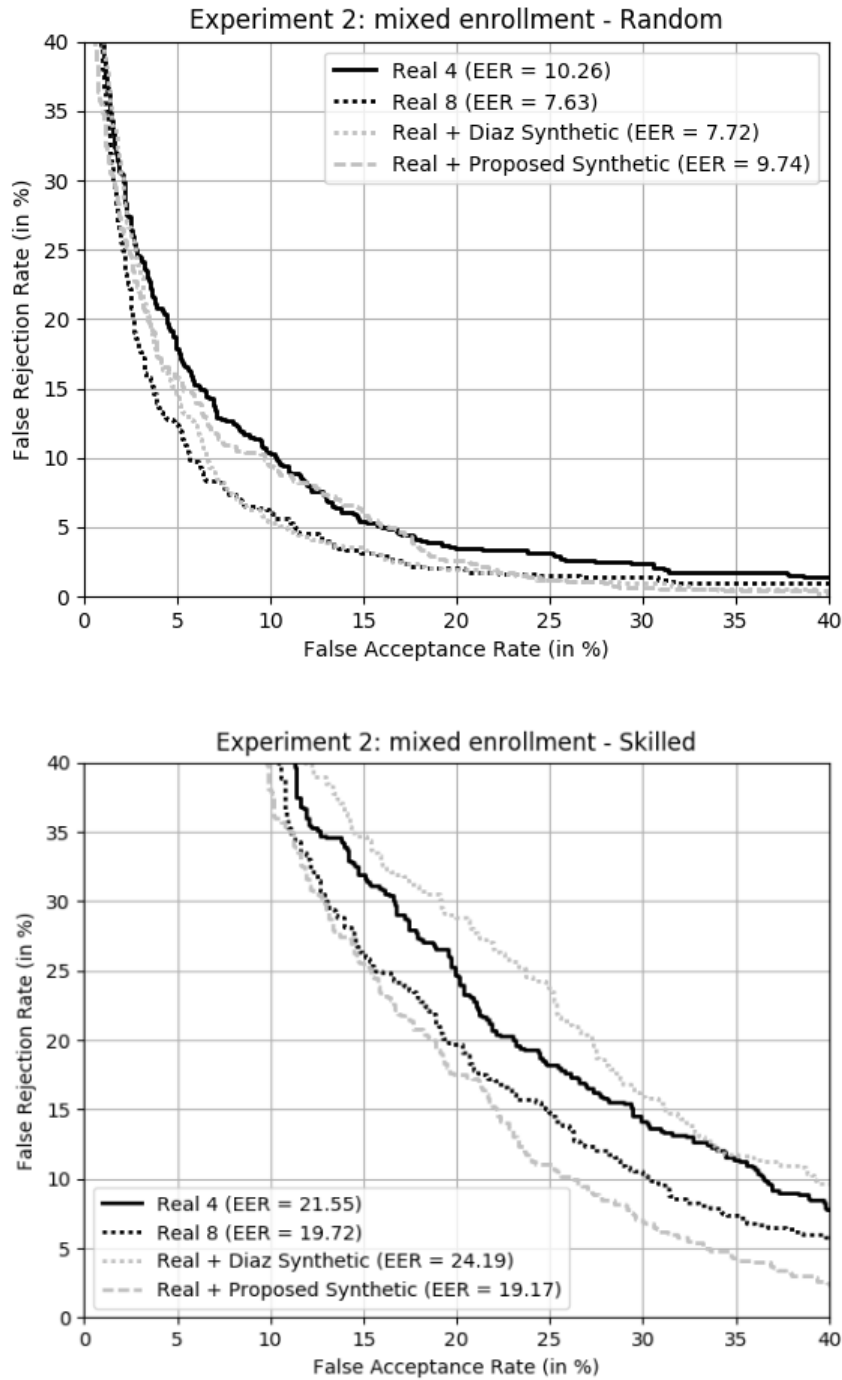 Experiment 2: mixed enrollment - Random
40
35
30
25
20
15
10
5
0
False Rejection Rate (in %)
Real 4 (EER = 10.26)
Real 8 (EER = 7.63)
Real + Diaz Synthetic (EER = 7.72)
Real + Proposed Synthetic (EER = 9.74)
0 5 10 15 20 25 30 35 40
False Acceptance Rate (in %)
Experiment 2: mixed enrollment - Skilled
40
35
30
25
20
15
10
5
0
False Rejection Rate (in %)
Real 4 (EER = 21.55)
Real 8 (EER = 19.72)
Real + Diaz Synthetic (EER = 24.19)
Real + Proposed Synthetic (EER = 19.17)
0 5 10 15 20 25 30 35 40
False Acceptance Rate (in %)